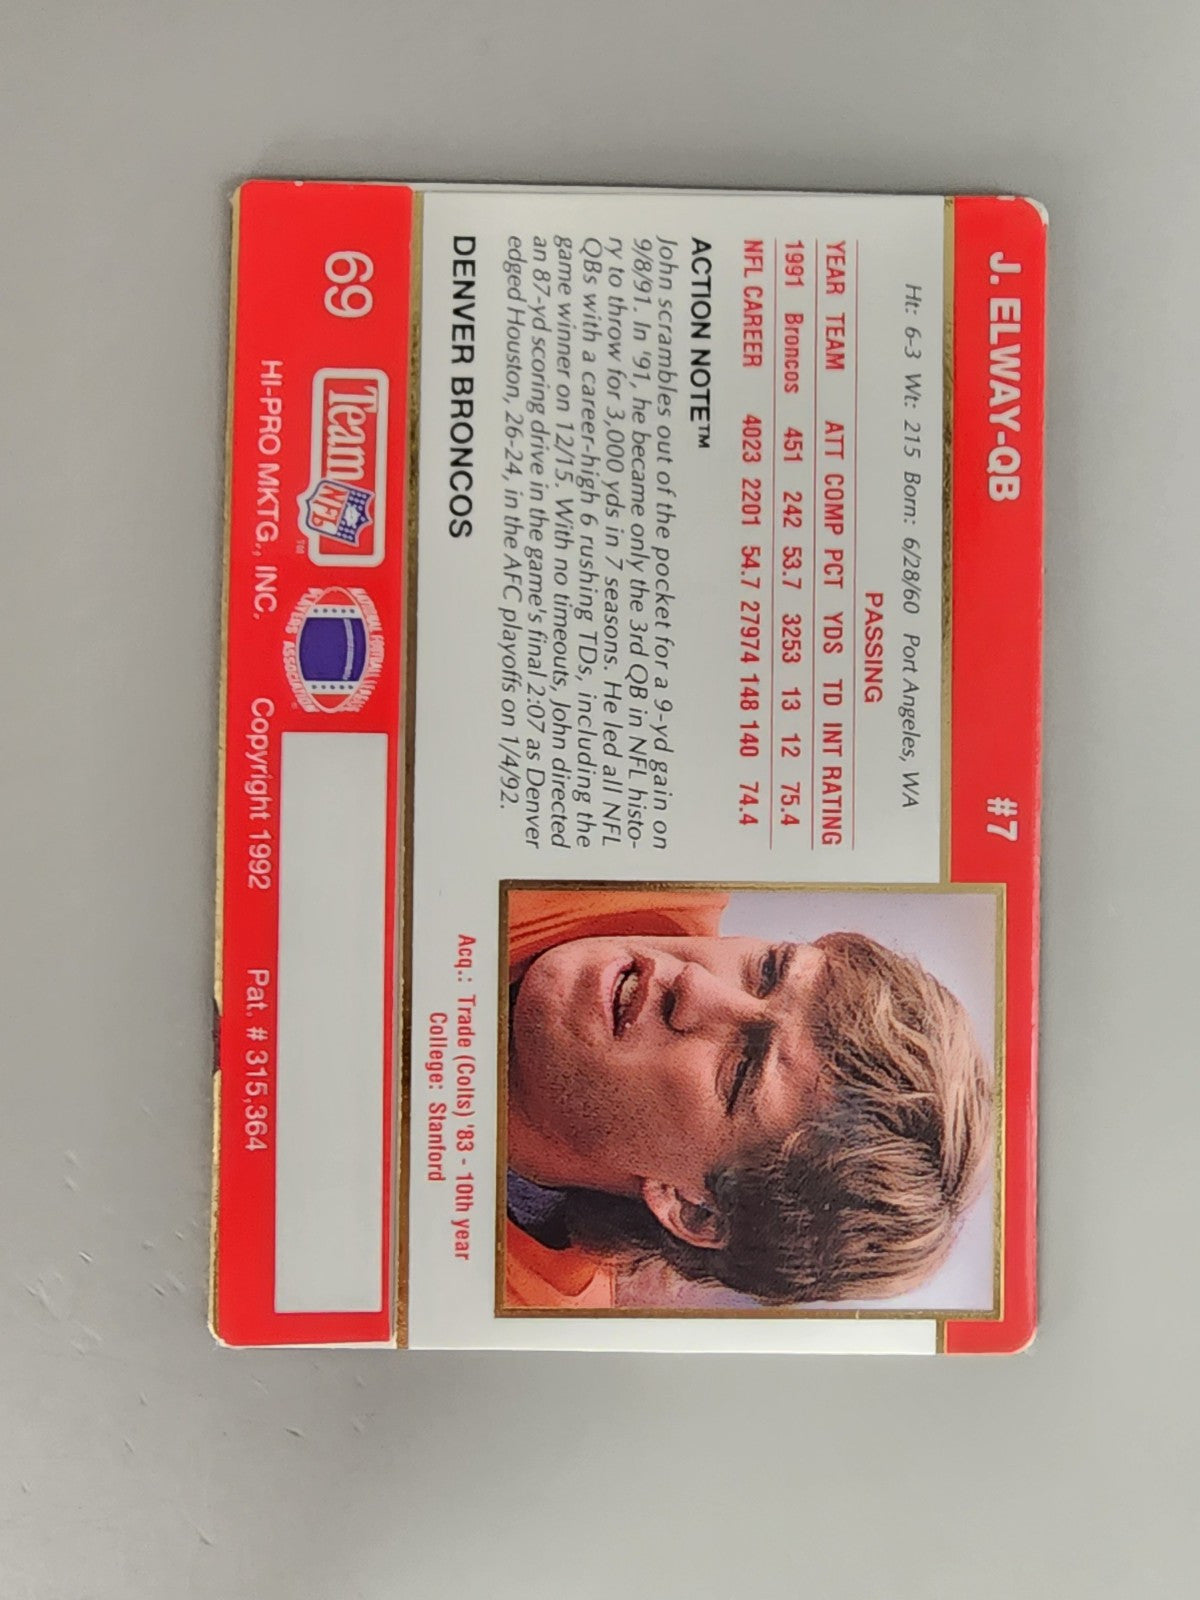 J. ELWAY-QB #7
Ht: 6-3 Wt: 215 Born: 6/28/60 Port Angeles, WA
PASSING
YEAR TEAM ATT COMP PCT YDS TD INT RATING
1991 Broncos 451 242 53.7 3253 13 12 75.4
NFL CAREER 4023 2201 54.7 27974 148 140 74.4
ACTION NOTE™
John scrambles out of the pocket for a 9-yd gain on
9/8/91. In '91, he became only the 3rd QB in NFL histo-
ry to throw for 3,000 yds in 7 seasons. He led all NFL
QBs with a career-high 6 rushing TDs, including the
game winner on 12/15. With no timeouts, John directed
an 87-yd scoring drive in the game's final 2:07 as Denver
edged Houston, 26-24, in the AFC playoffs on 1/4/92.
DENVER BRONCOS
Acq.: Trade (Colts) '83 - 10th year
College: Stanford
69
Team NFL ™
NATIONAL FOOTBALL LEAGUE
PLAYERS ASSOCIATION ®
HI-PRO MKTG., INC. Copyright 1992 Pat. # 315,364